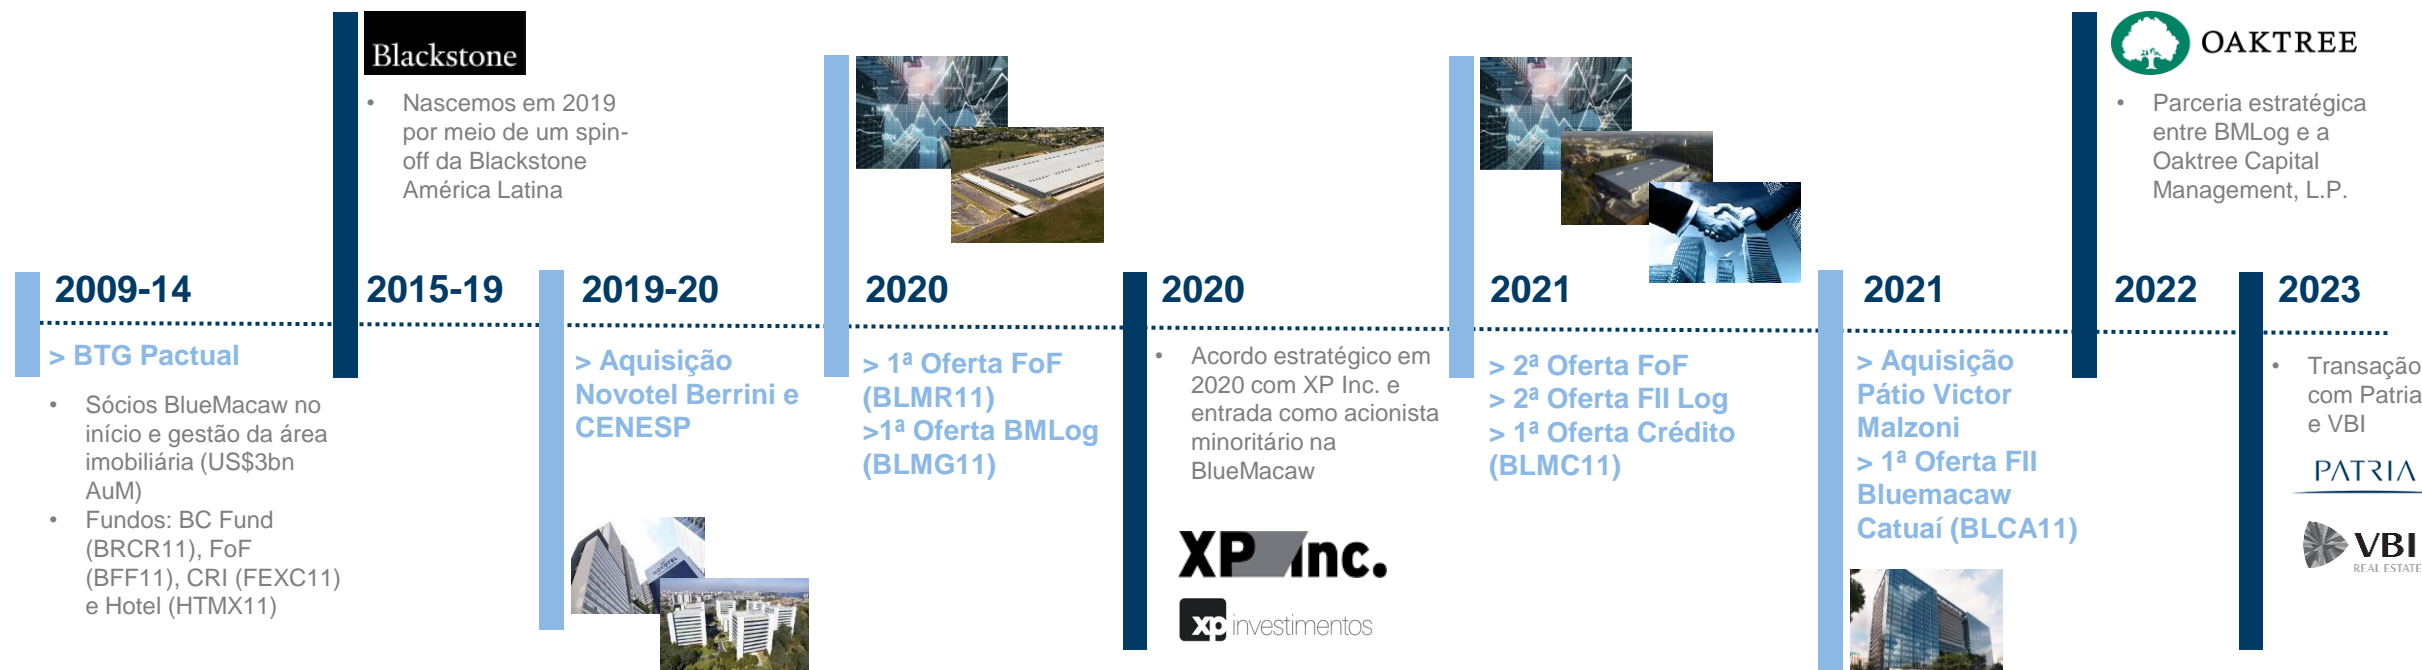 Blackstone
• Nascemos em 2019
por meio de um spin-
off da Blackstone
América Latina
OAKTREE
• Parceria estratégica
entre BMLog e a
Oaktree Capital
Management, L.P.
2009-14
2015-19
2019-20
2020
2020
2021
2021
2022
2023
> BTG Pactual
• Sócios BlueMacaw no
início e gestão da área
imobiliária (US$3bn
AuM)
• Fundos: BC Fund
(BRCR11), FoF
(BFF11), CRI (FEXC11)
e Hotel (HTMX11)
> Aquisição
Novotel Berrini e
CENESP
NOVOTEL
> 1ª Oferta FoF
(BLMR11)
>1ª Oferta BMLog
(BLMG11)
• Acordo estratégico em
2020 com XP Inc. e
entrada como acionista
minoritário na
BlueMacaw
XP Inc.
xp investimentos
> 2ª Oferta FoF
> 2ª Oferta FII Log
> 1ª Oferta Crédito
(BLMC11)
> Aquisição
Pátio Victor
Malzoni
> 1ª Oferta FII
Bluemacaw
Catuaí (BLCA11)
• Transação
com Patria
e VBI
PATRIA
VBI
REAL ESTATE